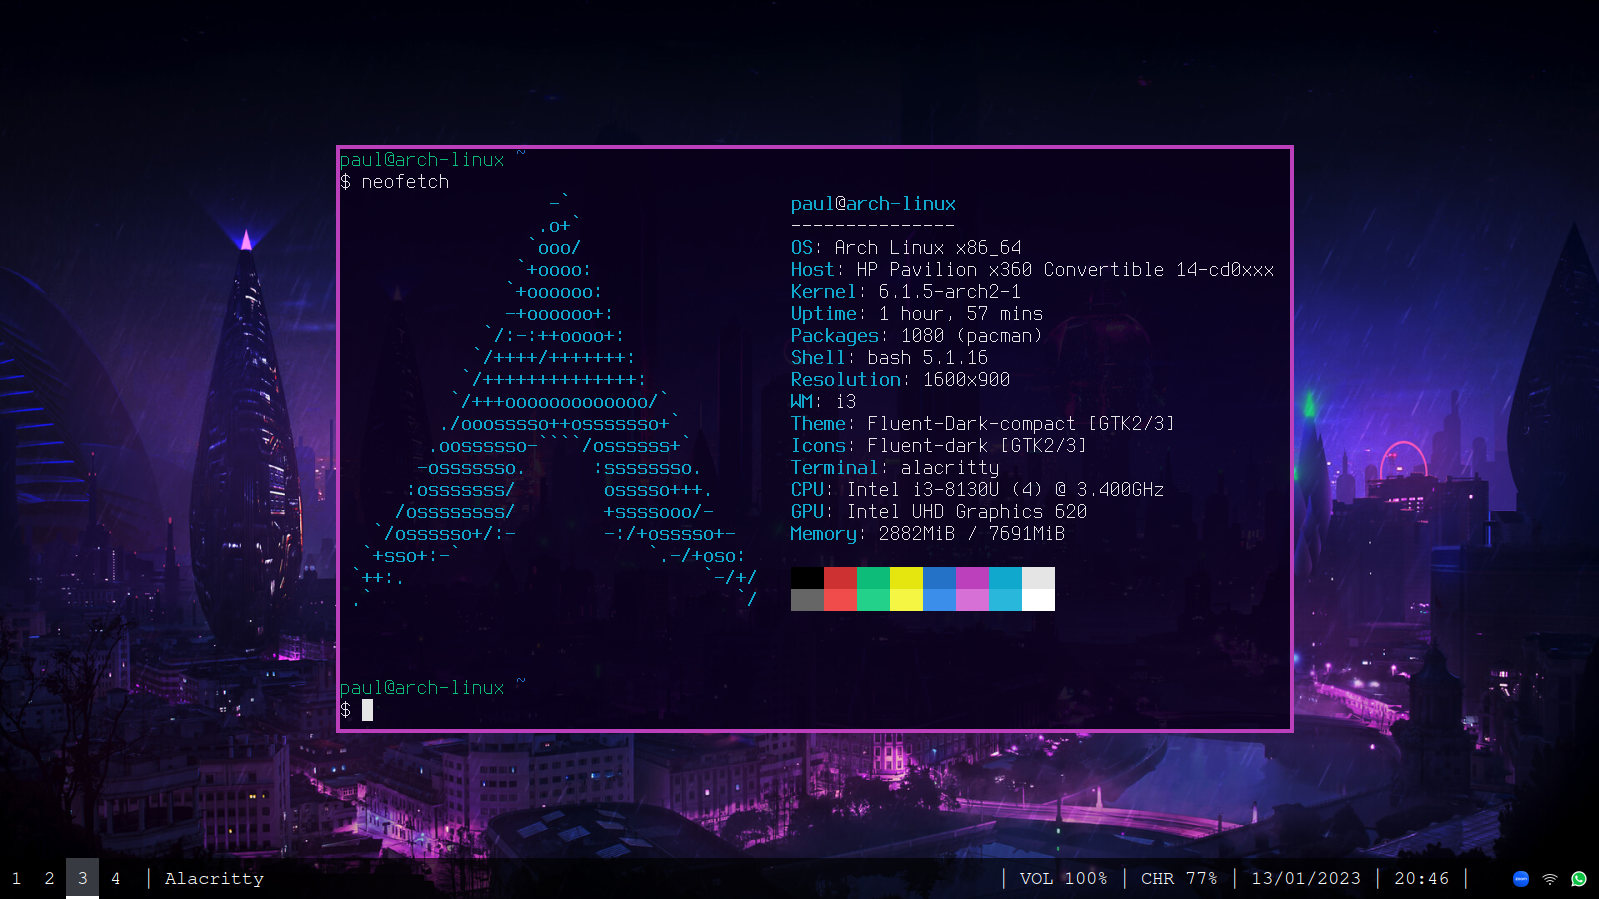 paul@arch-linux ~
$ neofetch
                   -`
                  .o+`
                 `ooo/
                `+oooo:
               `+oooooo:
               -+oooooo+:
             `/:-:++oooo+:
            `/++++/+++++++:
           `/++++++++++++++:
          `/+++ooooooooooooo/`
         ./ooosssso++osssssso+`
        .oossssso-````/ossssss+`
       -osssssso.      :ssssssso.
      :osssssss/        osssso+++.
     /ossssssss/        +ssssooo/-
   `/ossssso+/:-        -:/+osssso+-
  `+sso+:-`                 `.-/+oso:
 `++:.                           `-/+/
 .`                                 `/
paul@arch-linux
---------------
OS: Arch Linux x86_64
Host: HP Pavilion x360 Convertible 14-cd0xxx
Kernel: 6.1.5-arch2-1
Uptime: 1 hour, 57 mins
Packages: 1080 (pacman)
Shell: bash 5.1.16
Resolution: 1600x900
WM: i3
Theme: Fluent-Dark-compact [GTK2/3]
Icons: Fluent-dark [GTK2/3]
Terminal: alacritty
CPU: Intel i3-8130U (4) @ 3.400GHz
GPU: Intel UHD Graphics 620
Memory: 2882MiB / 7691MiB
paul@arch-linux ~
$
1 2 3 4 | Alacritty | VOL 100% | CHR 77% | 13/01/2023 | 20:46 |